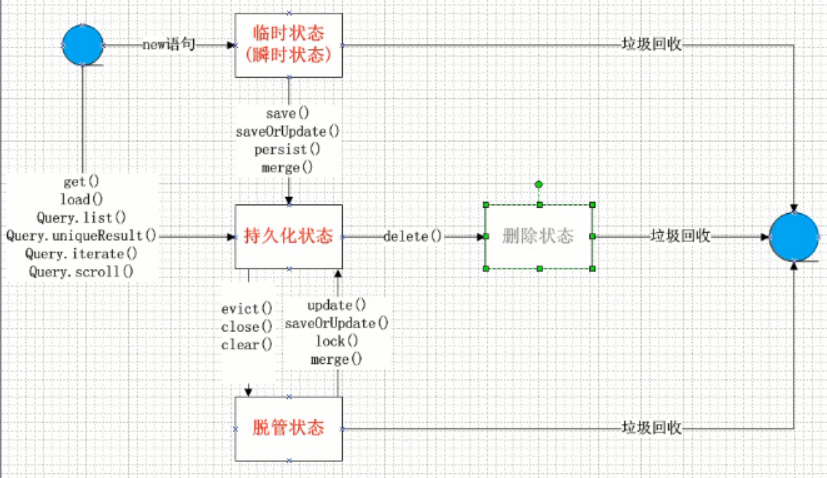 new语句
临时状态
(瞬时状态)
垃圾回收
save()
saveOrUpdate()
persist()
merge()
get()
load()
Query.list()
Query.uniqueResult()
Query.iterate()
Query.scroll()
持久化状态
delete()
删除状态
垃圾回收
evict()
close()
clear()
update()
saveOrUpdate()
lock()
merge()
脱管状态
垃圾回收